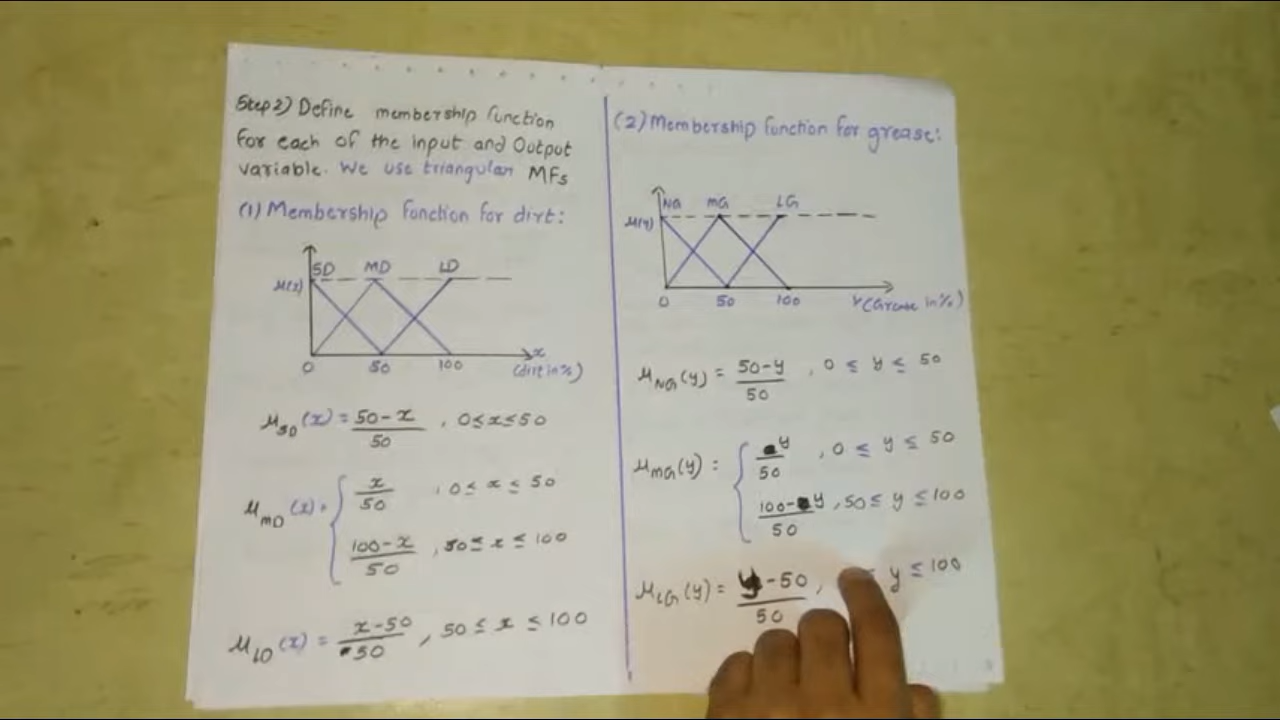 Step 2) Define membership function
for each of the input and Output
variable. We use triangular MFs
(1) Membership function for dirt:
SD MD LD
μ(x)
0 50 100
x
(dirt in %)
μSD(x) = 50-x/50 , 0≤x≤50
μMD(x) = { x/50 , 0≤ x ≤ 50
100-x/50 , 50 ≤ x ≤ 100
μLD(x) = x-50/50 , 50 ≤ x ≤ 100
(2) Membership function for grease:
NG MG LG
μ(y)
0 50 100
Y(Grease in %)
μNG(y) = 50-y/50 , 0 ≤ y ≤ 50
μMG(y) = { y/50 , 0 ≤ y ≤ 50
100-y/50 , 50 ≤ y ≤ 100
μLG(y) = y-50/50 , ≤ y ≤ 100